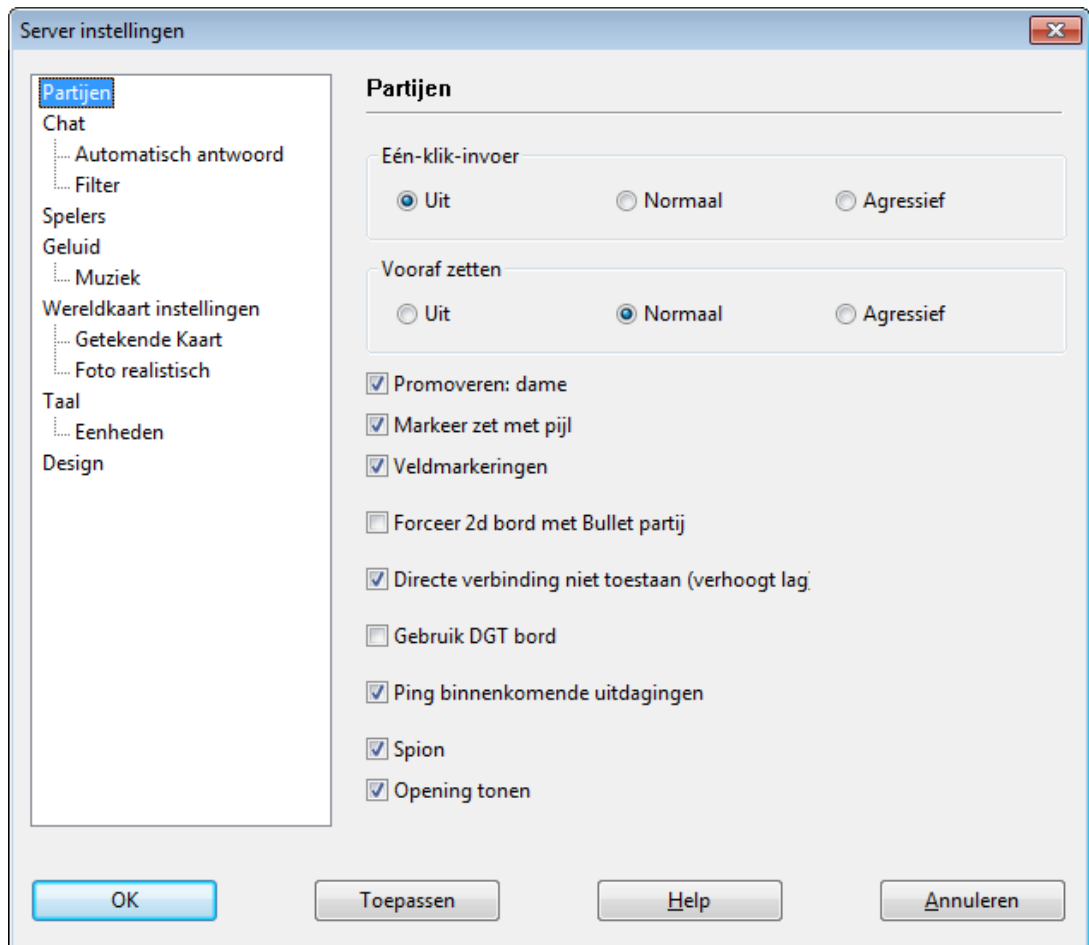 Server instellingen
Partijen
Chat
Automatisch antwoord
Filter
Spelers
Geluid
Muziek
Wereldkaart instellingen
Getekende Kaart
Foto realistisch
Taal
Eenheden
Design
Partijen
Eén-klik-invoer
Uit
Normaal
Agressief
Vooraf zetten
Uit
Normaal
Agressief
Promoveren: dame
Markeer zet met pijl
Veldmarkeringen
Forceer 2d bord met Bullet partij
Directe verbinding niet toestaan (verhoogt lag)
Gebruik DGT bord
Ping binnenkomende uitdagingen
Spion
Opening tonen
OK
Toepassen
Help
Annuleren